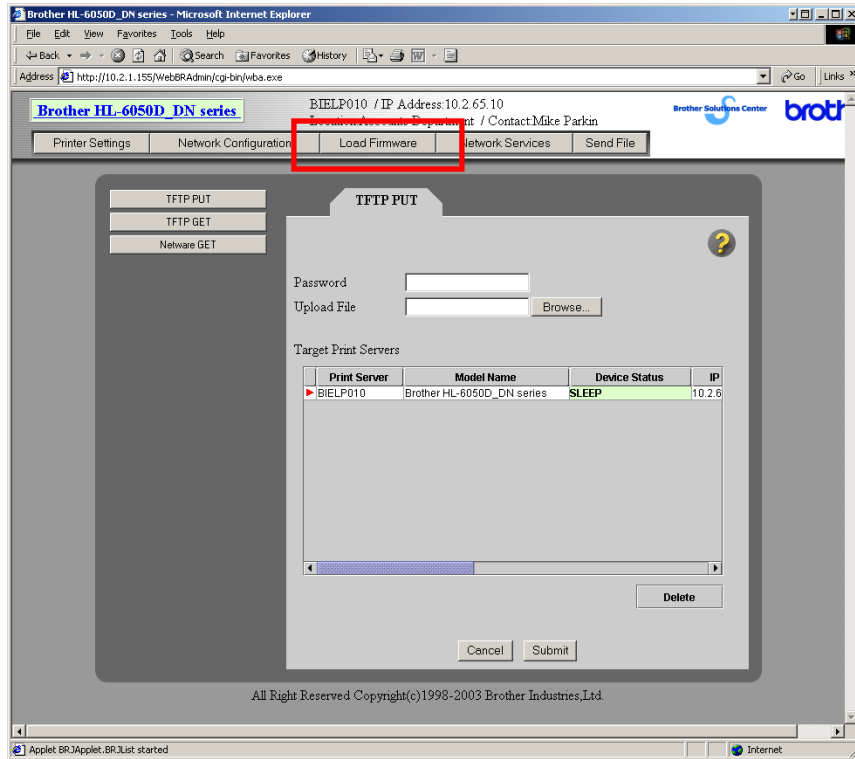 Brother HL-6050D_DN series - Microsoft Internet Explorer
File Edit View Favorites Tools Help
Back Search Favorites History
Address http://10.2.1.155/WebBRAdmin/cgi-bin/wba.exe Go Links »
Brother HL-6050D_DN series
BIELP010 / IP Address:10.2.65.10
Location:Accounts Department / Contact:Mike Parkin
Brother Solutions Center
Printer Settings Network Configuration Load Firmware Network Services Send File
TFTP PUT
TFTP GET
Netware GET
TFTP PUT
?
Password
Upload File Browse...
Target Print Servers
Print Server Model Name Device Status IP
BIELP010 Brother HL-6050D_DN series SLEEP 10.2.6
Delete
Cancel Submit
All Right Reserved Copyright(c)1998-2003 Brother Industries,Ltd.
Applet BRJApplet.BRJList started Internet